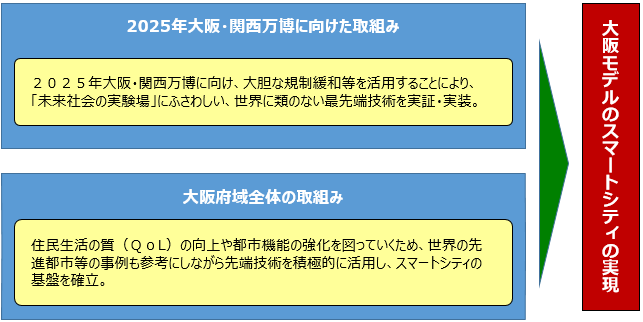 2025年大阪・関西万博に向けた取組み
２０２５年大阪・関西万博に向け、大胆な規制緩和等を活用することにより、
「未来社会の実験場」にふさわしい、世界に類のない最先端技術を実証・実装。
大阪府域全体の取組み
住民生活の質（ＱｏＬ）の向上や都市機能の強化を図っていくため、世界の先
進都市等の事例も参考にしながら先端技術を積極的に活用し、スマートシティの
基盤を確立。
大阪モデルのスマートシティの実現